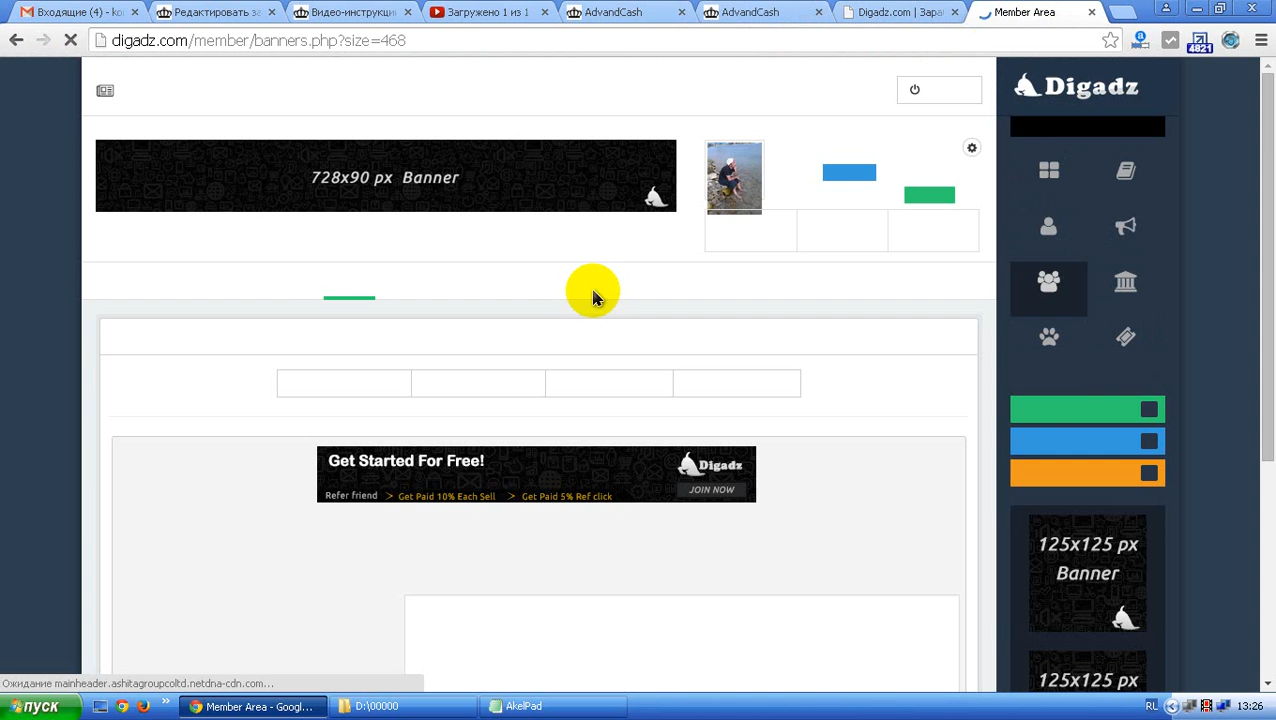 Входящие (4) - ko
Редактировать за
Видео-инструкци
Загружено 1 из 1
AdvandCash
AdvandCash
Digadz.com | Зара
Member Area
digadz.com/member/banners.php?size=468
4821
Digadz
728x90 px Banner
Get Started For Free!
Digadz
JOIN NOW
Refer friend > Get Paid 10% Each Sell > Get Paid 5% Ref click
125x125 px
Banner
125x125 px
Ожидание mainheader.ashitagroupcoltd.netdna-cdn.com...
пуск
Member Area - Googl...
D:\00000
AkelPad
RL
13:26